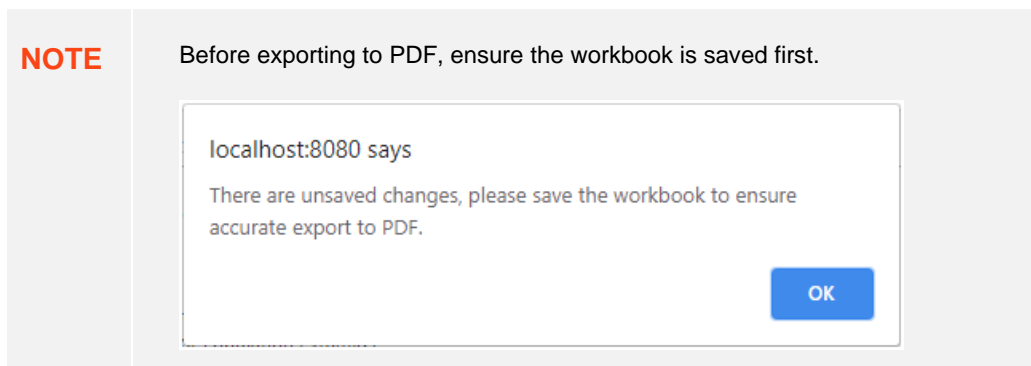 NOTE
Before exporting to PDF, ensure the workbook is saved first.
localhost:8080 says
There are unsaved changes, please save the workbook to ensure
accurate export to PDF.
OK